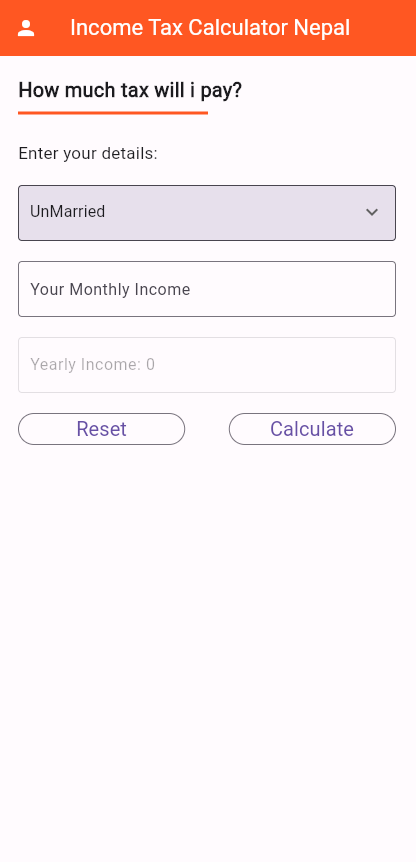 Income Tax Calculator Nepal
How much tax will i pay?
Enter your details:
UnMarried
Your Monthly Income
Yearly Income: 0
Reset
Calculate